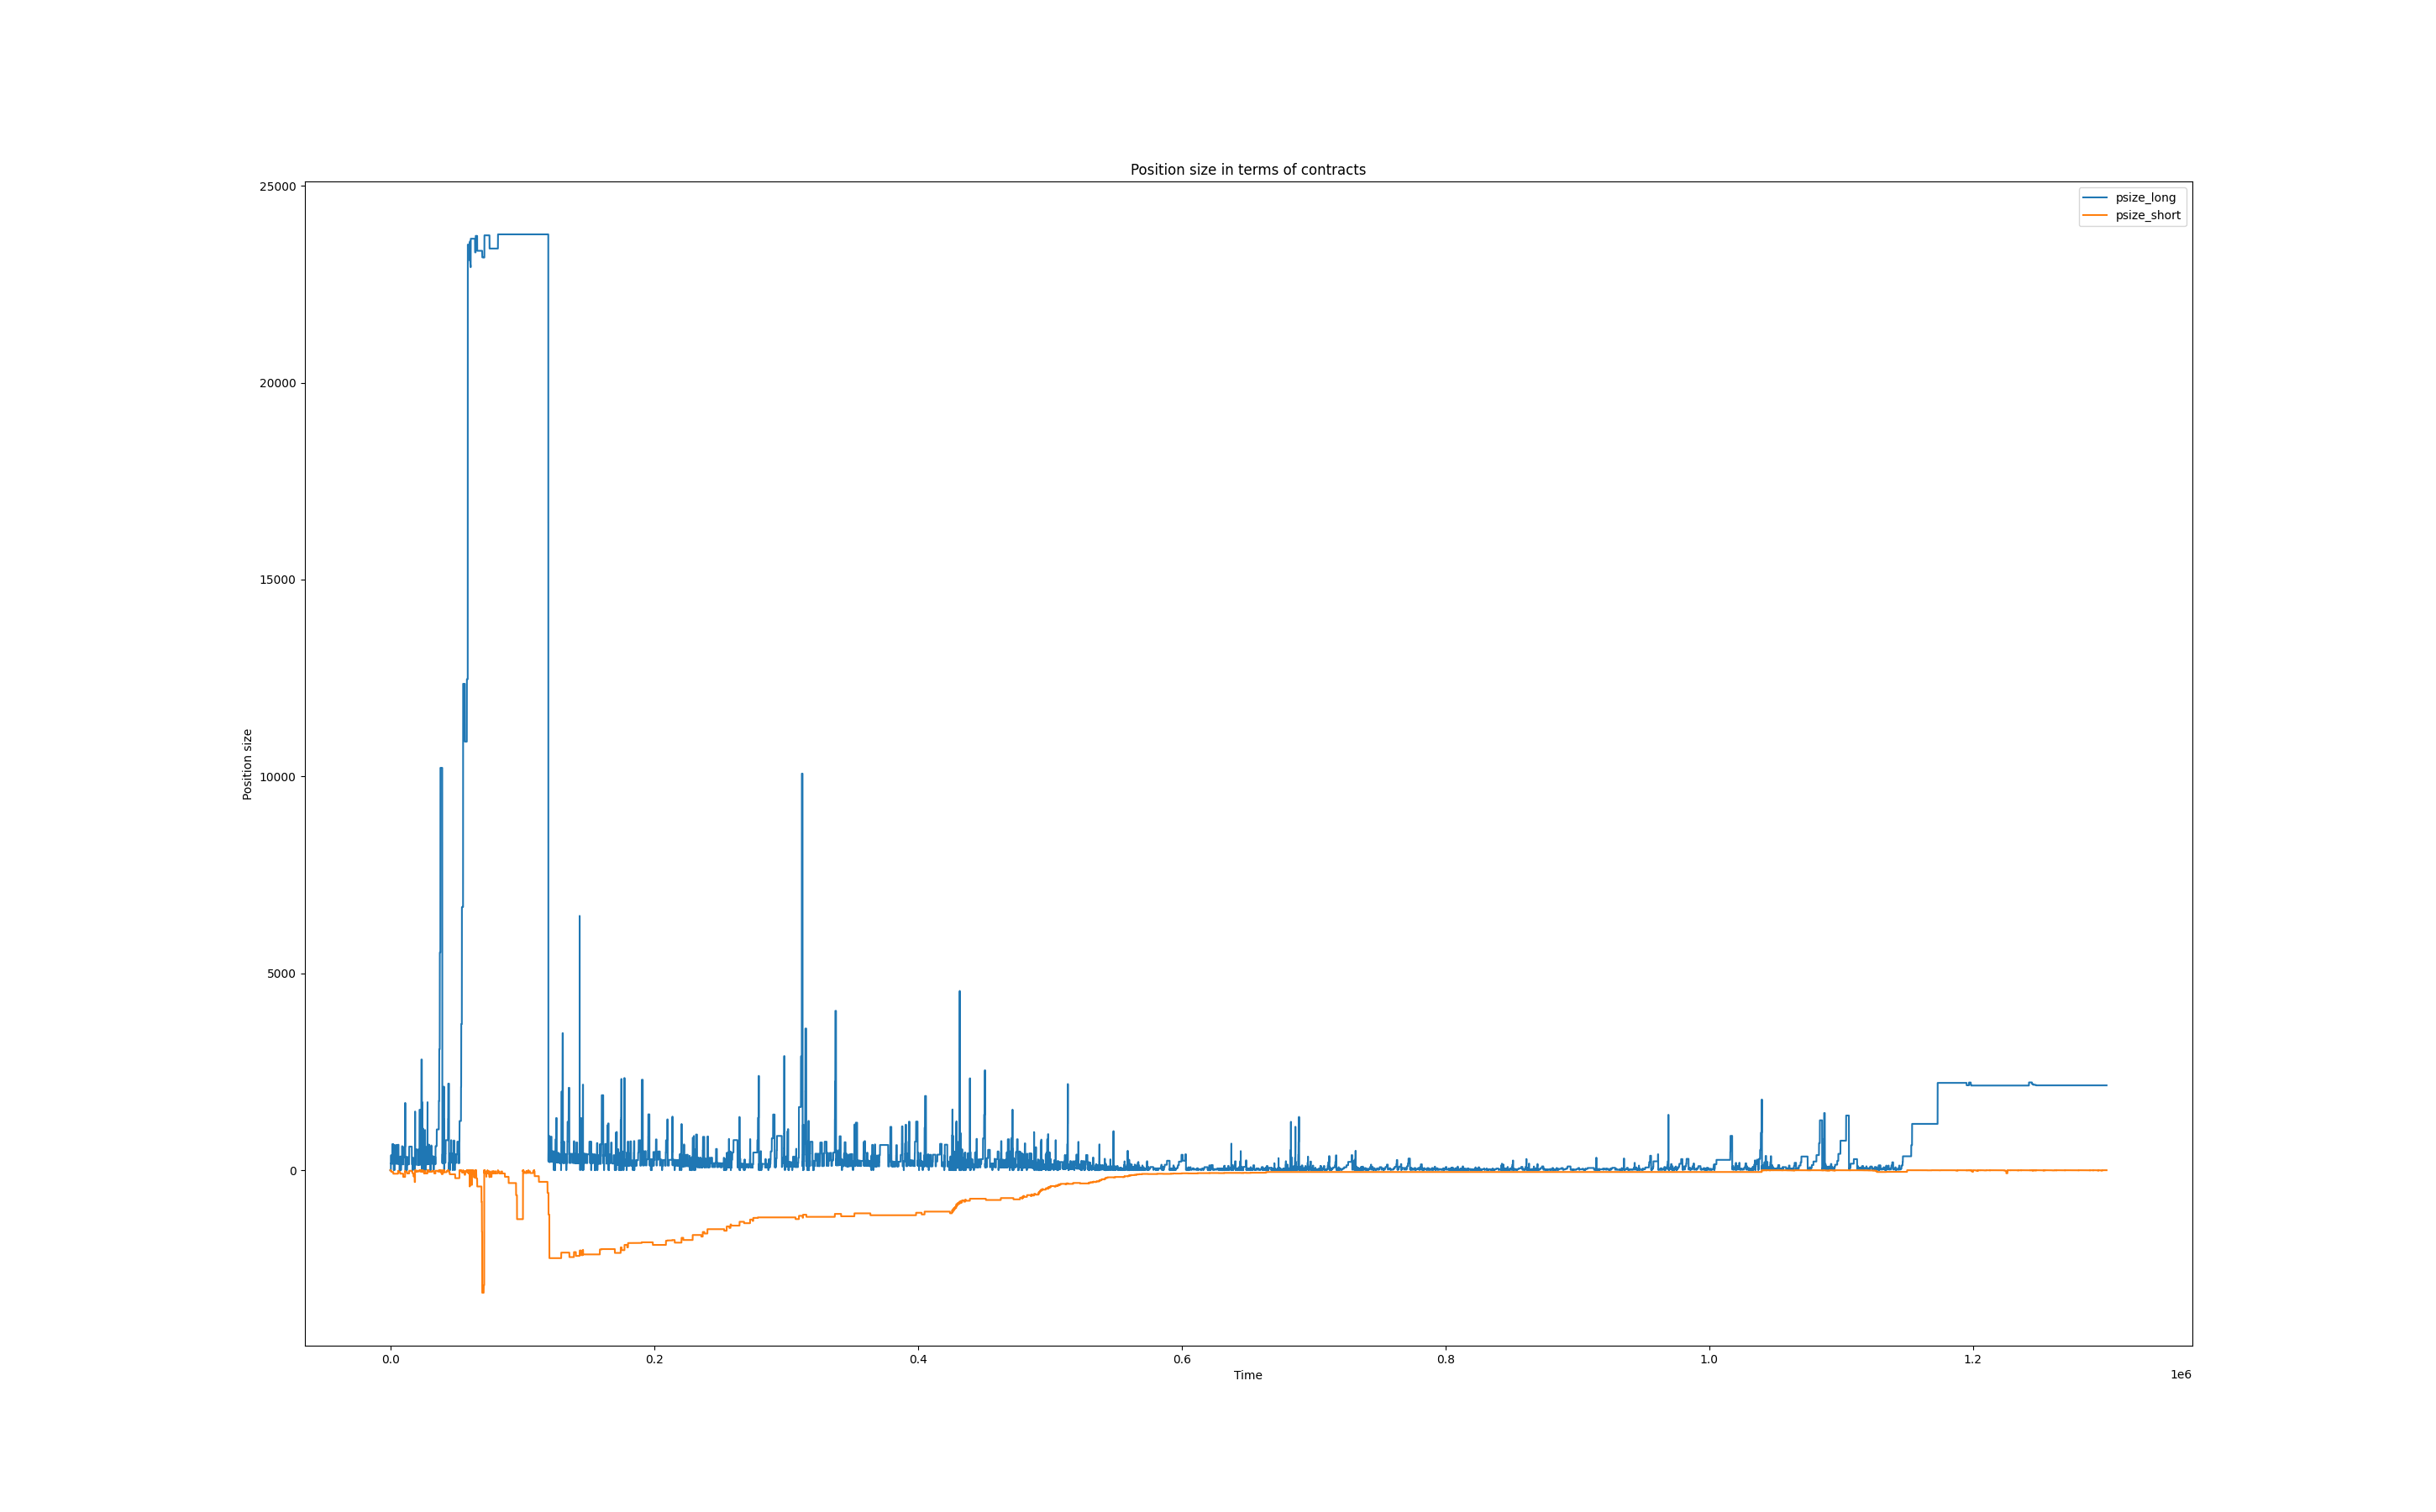 Position size in terms of contracts
psize_long
psize_short
25000
20000
15000
10000
5000
0
Position size
0.0
0.2
0.4
0.6
0.8
1.0
1.2
Time
1e6